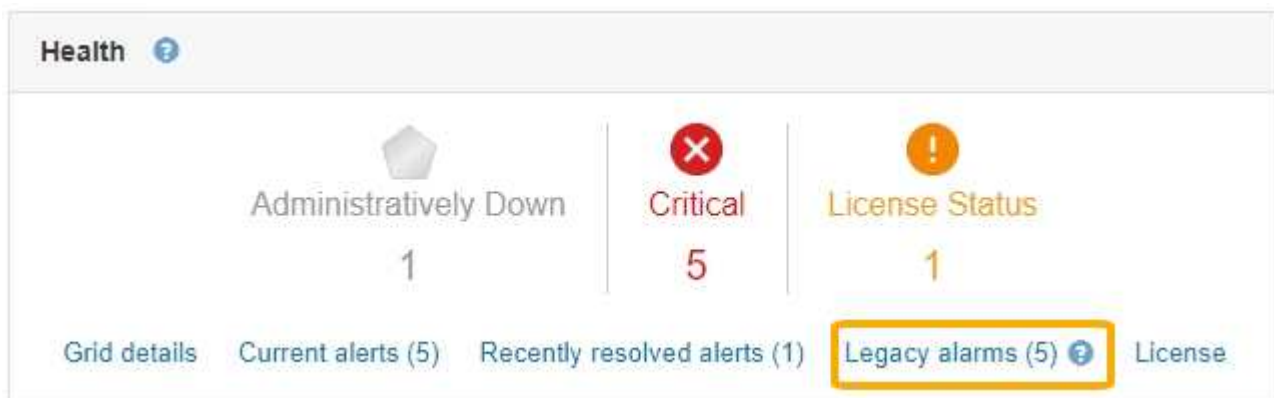 Health
Administratively Down
1
Critical
5
License Status
1
Grid details Current alerts (5) Recently resolved alerts (1) Legacy alarms (5) License